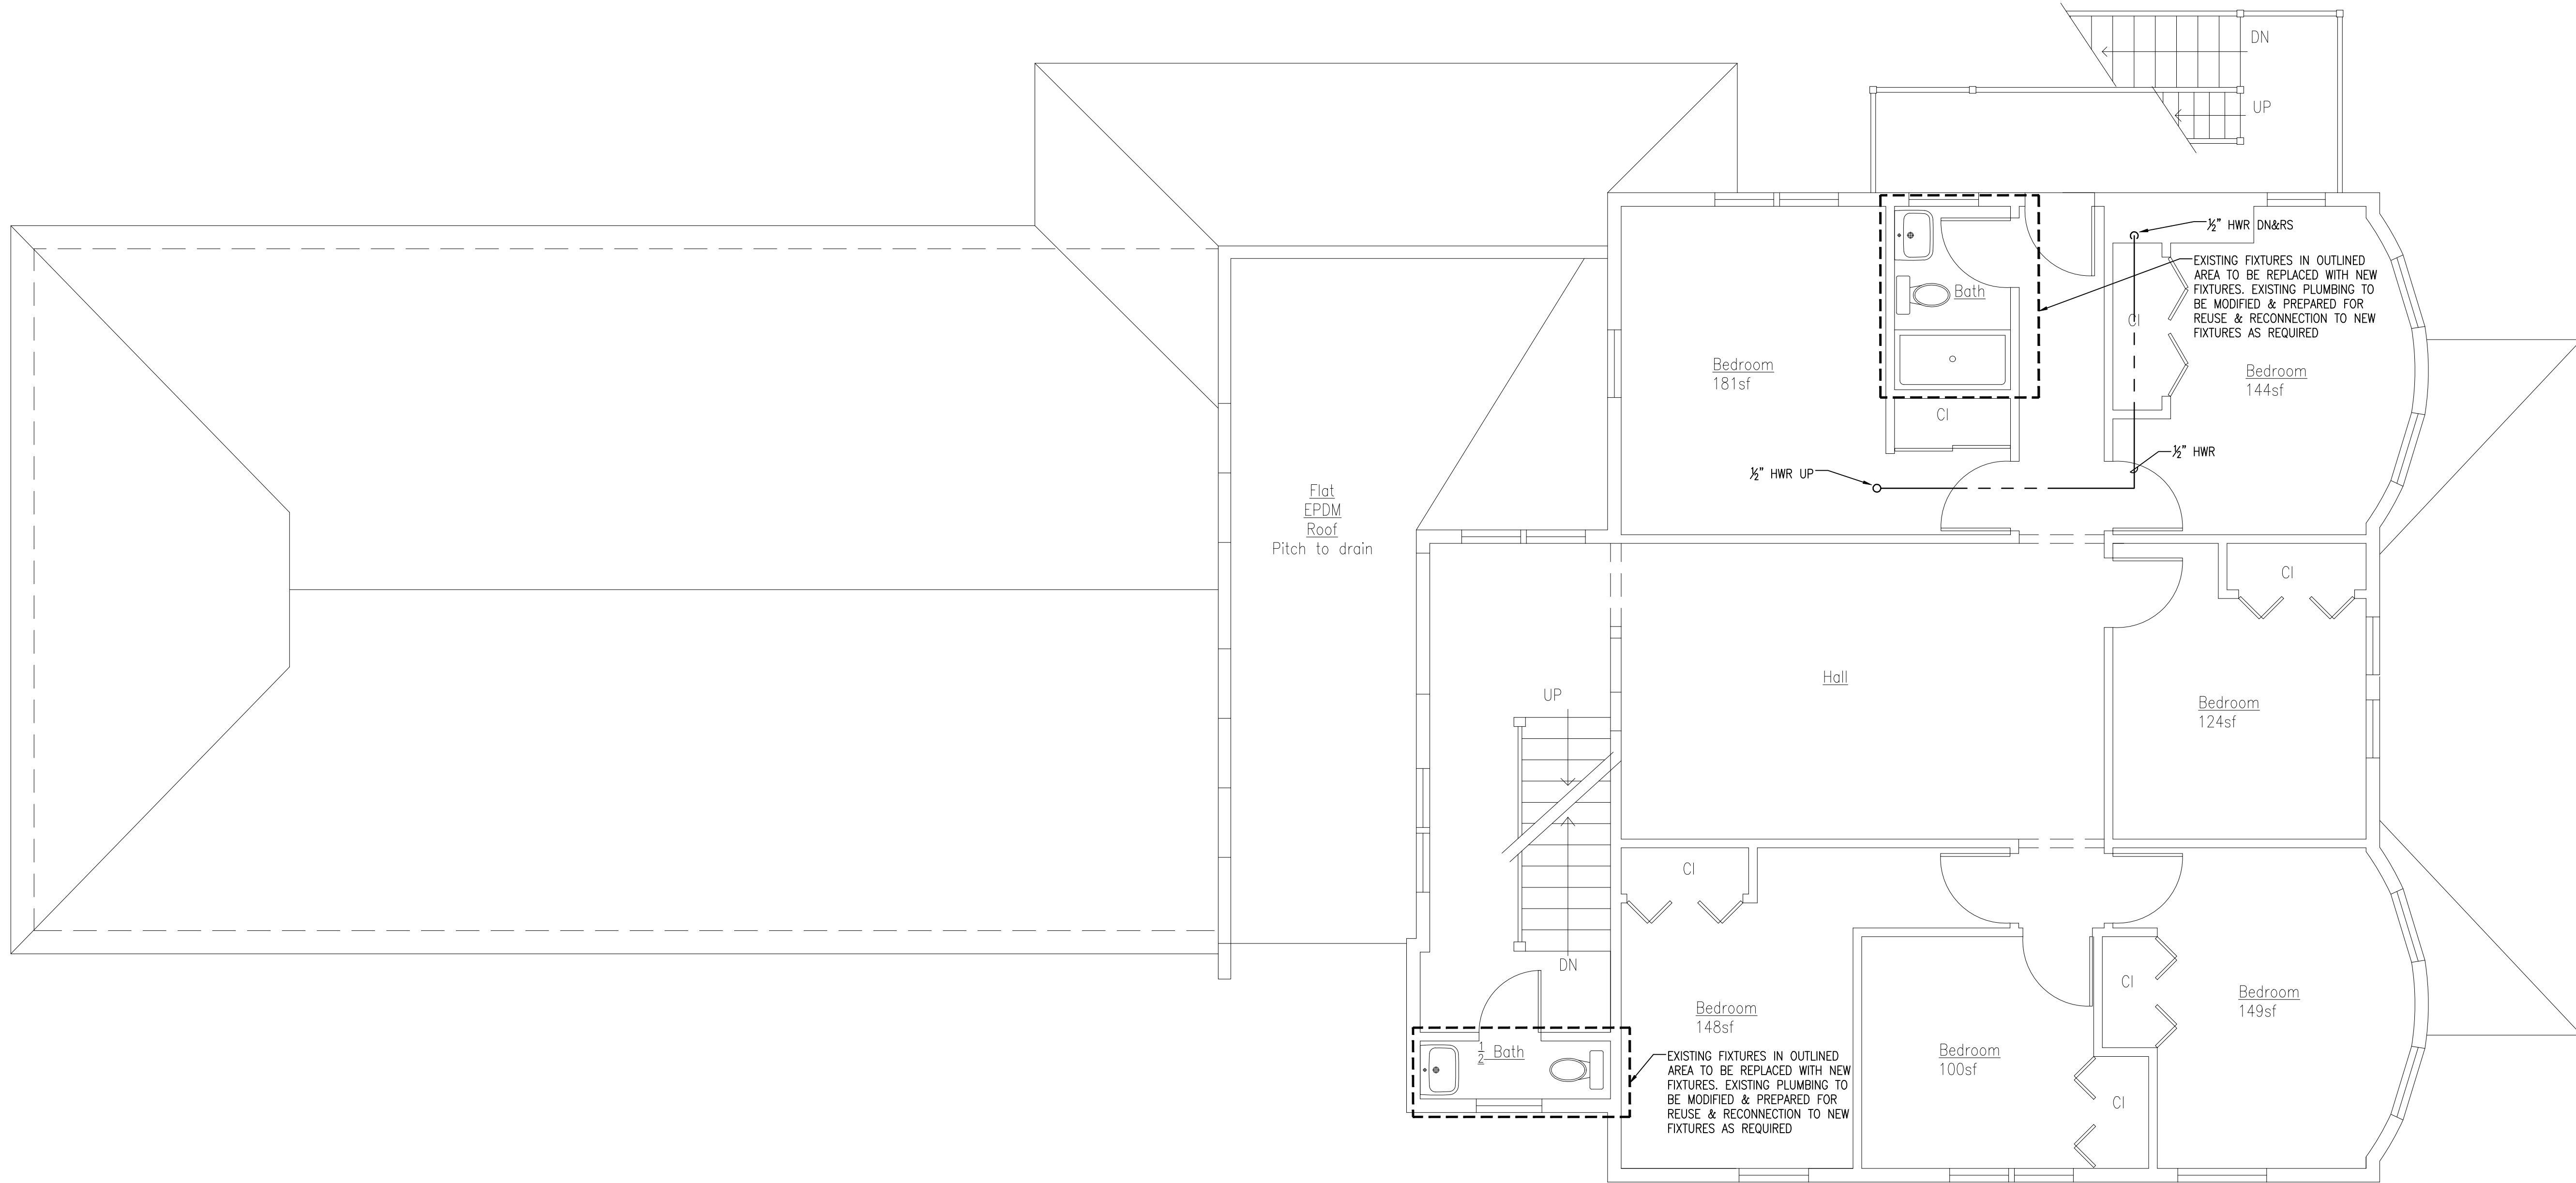 DN
UP
½" HWR DN&RS
EXISTING FIXTURES IN OUTLINED
AREA TO BE REPLACED WITH NEW
FIXTURES. EXISTING PLUMBING TO
BE MODIFIED & PREPARED FOR
REUSE & RECONNECTION TO NEW
FIXTURES AS REQUIRED
Bath
Cl
Bedroom
181sf
Bedroom
144sf
Cl
½" HWR
½" HWR UP
Flat
EPDM
Roof
Pitch to drain
Cl
Hall
UP
Bedroom
124sf
Cl
DN
Cl
Bedroom
148sf
Bedroom
149sf
½ Bath
Bedroom
100sf
EXISTING FIXTURES IN OUTLINED
AREA TO BE REPLACED WITH NEW
FIXTURES. EXISTING PLUMBING TO
BE MODIFIED & PREPARED FOR
REUSE & RECONNECTION TO NEW
FIXTURES AS REQUIRED
Cl